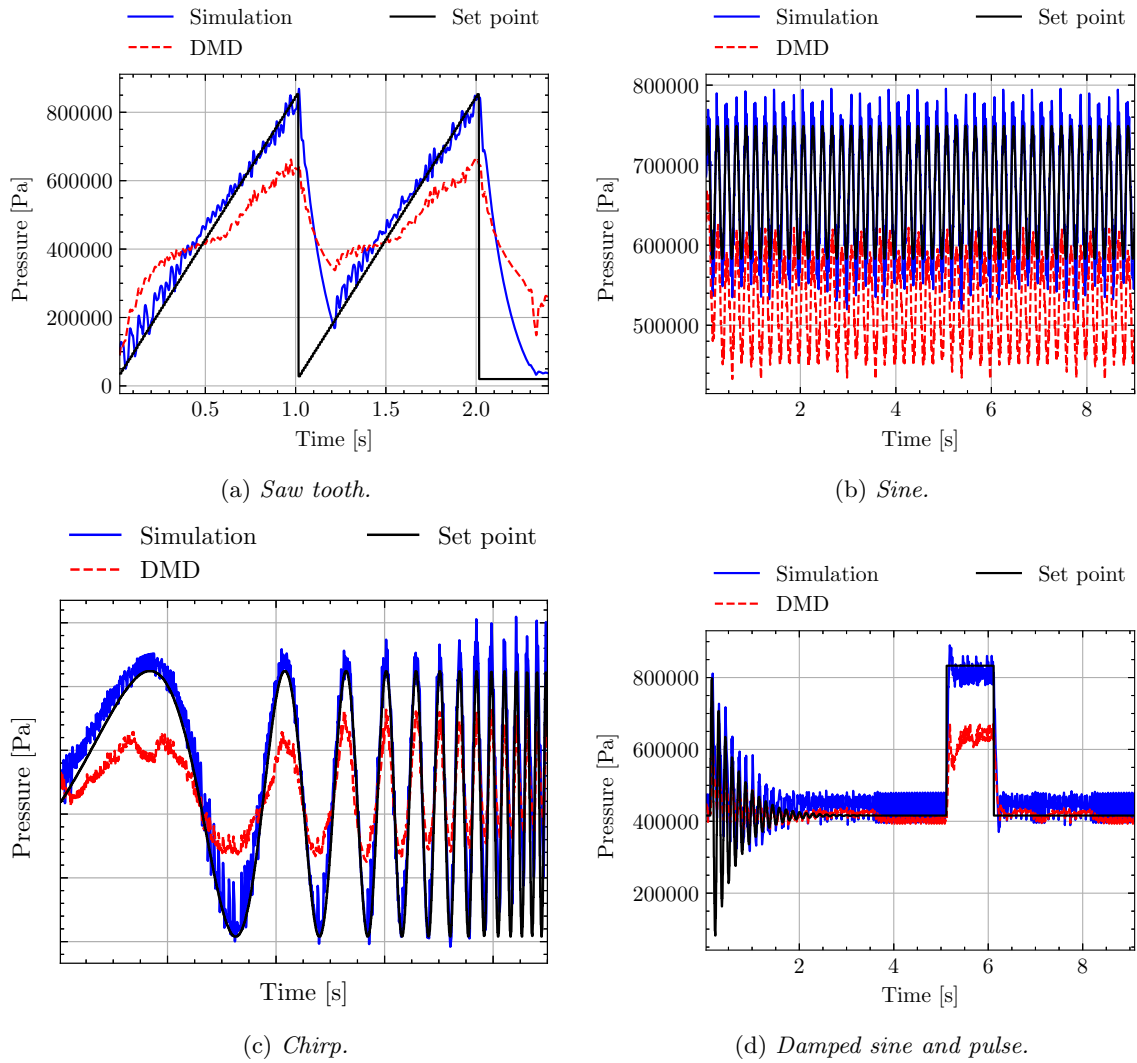 Simulation
Set point
DMD
Pressure [Pa]
800000
600000
400000
200000
0
0.5
1.0
1.5
2.0
Time [s]
(a) Saw tooth.
Simulation
Set point
DMD
Pressure [Pa]
800000
700000
600000
500000
2
4
6
8
Time [s]
(b) Sine.
Simulation
Set point
DMD
Pressure [Pa]
Time [s]
(c) Chirp.
Simulation
Set point
DMD
Pressure [Pa]
800000
600000
400000
200000
2
4
6
8
Time [s]
(d) Damped sine and pulse.